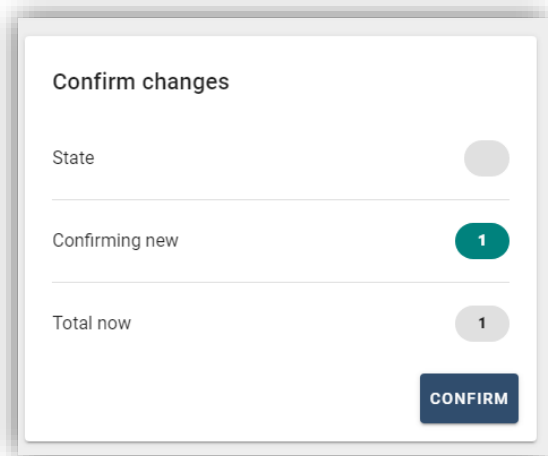 Confirm changes
State
Confirming new 1
Total now 1
CONFIRM